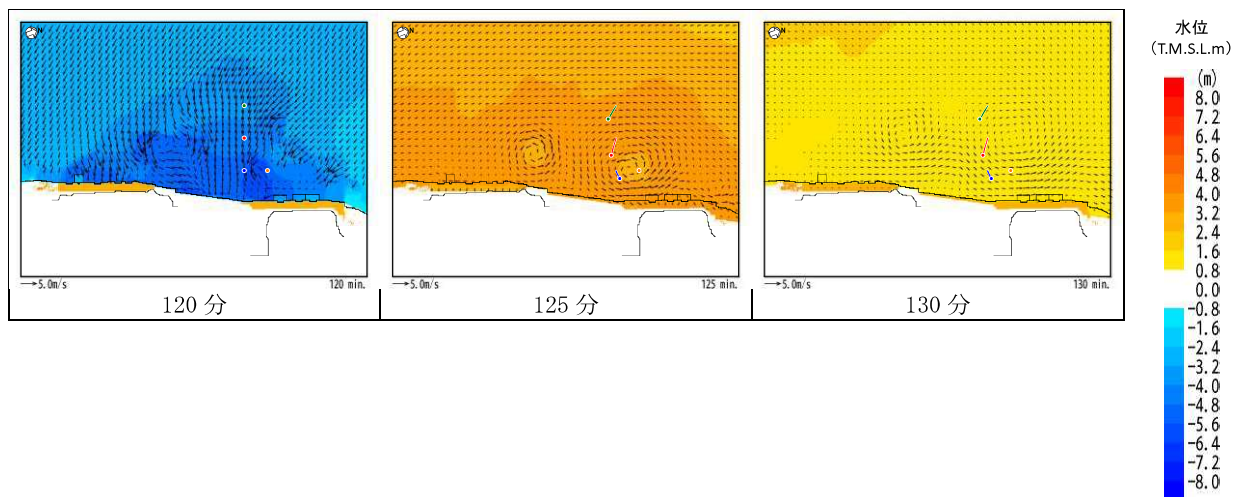 N
N
N
→5.0m/s
120 min.
→5.0m/s
125 min.
→5.0m/s
130 min.
120 分
125 分
130 分
水位
（T.M.S.L.m）
(m)
8.0
7.2
6.4
5.6
4.8
4.0
3.2
2.4
1.6
0.8
0.0
-0.8
-1.6
-2.4
-3.2
-4.0
-4.8
-5.6
-6.4
-7.2
-8.0